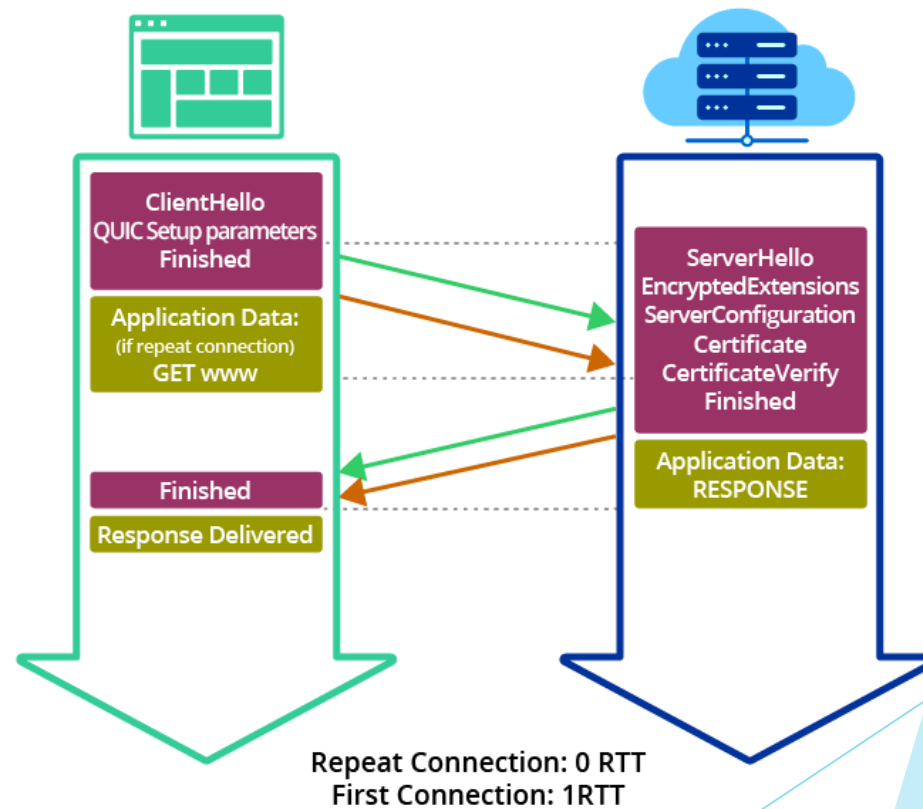 ClientHello
QUIC Setup parameters
Finished
Application Data:
(if repeat connection)
GET www
ServerHello
EncryptedExtensions
ServerConfiguration
Certificate
CertificateVerify
Finished
Application Data:
RESPONSE
Finished
Response Delivered
Repeat Connection: 0 RTT
First Connection: 1RTT